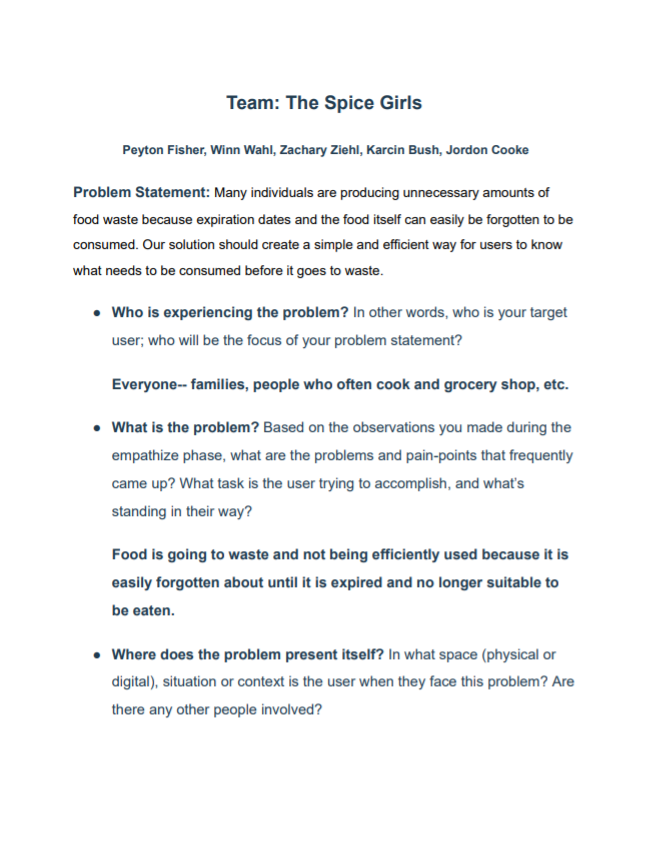 Team: The Spice Girls
Peyton Fisher, Winn Wahl, Zachary Ziehl, Karcin Bush, Jordon Cooke
Problem Statement: Many individuals are producing unnecessary amounts of
food waste because expiration dates and the food itself can easily be forgotten to be
consumed. Our solution should create a simple and efficient way for users to know
what needs to be consumed before it goes to waste.
● Who is experiencing the problem? In other words, who is your target
user; who will be the focus of your problem statement?
Everyone-- families, people who often cook and grocery shop, etc.
● What is the problem? Based on the observations you made during the
empathize phase, what are the problems and pain-points that frequently
came up? What task is the user trying to accomplish, and what's
standing in their way?
Food is going to waste and not being efficiently used because it is
easily forgotten about until it is expired and no longer suitable to
be eaten.
● Where does the problem present itself? In what space (physical or
digital), situation or context is the user when they face this problem? Are
there any other people involved?